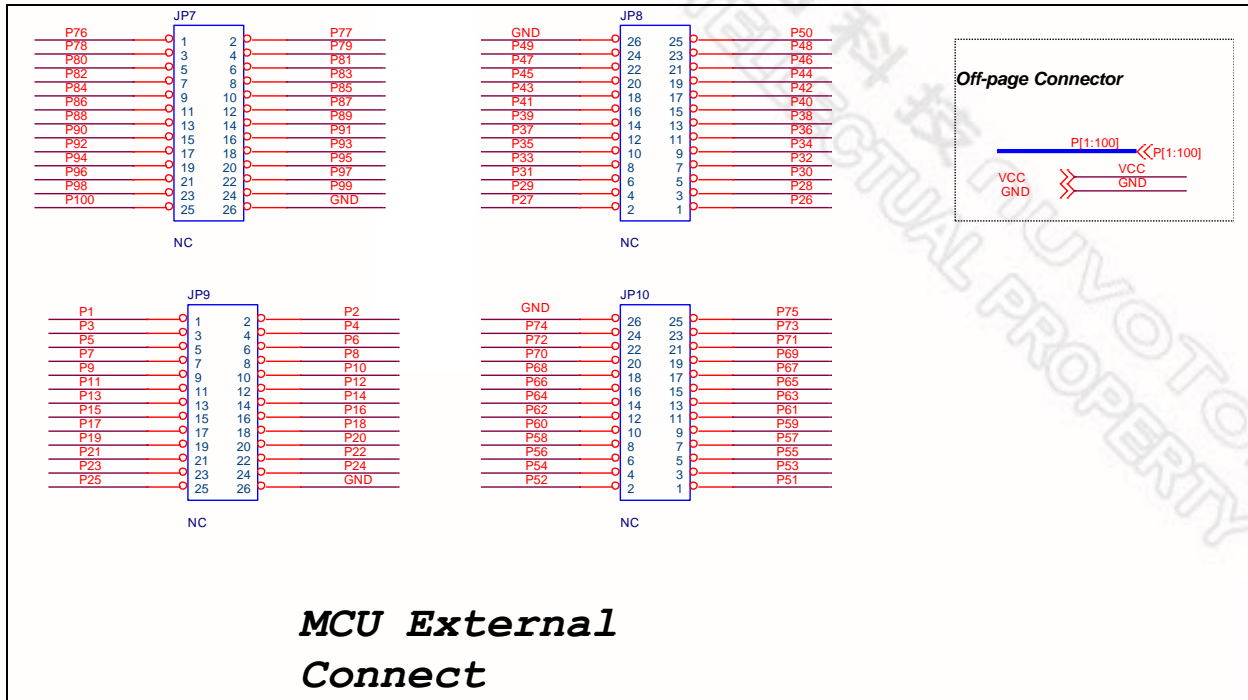 JP7
P76 1 2 P77
P78 3 4 P79
P80 5 6 P81
P82 7 8 P83
P84 9 10 P85
P86 11 12 P87
P88 13 14 P89
P90 15 16 P91
P92 17 18 P93
P94 19 20 P95
P96 21 22 P97
P98 23 24 P99
P100 25 26 GND
NC
JP8
GND 26 25 P50
P49 24 23 P48
P47 22 21 P46
P45 20 19 P44
P43 18 17 P42
P41 16 15 P40
P39 14 13 P38
P37 12 11 P36
P35 10 9 P34
P33 8 7 P32
P31 6 5 P30
P29 4 3 P28
P27 2 1 P26
NC
Off-page Connector
P[1:100] P[1:100]
VCC VCC
GND GND
JP9
P1 1 2 P2
P3 3 4 P4
P5 5 6 P6
P7 7 8 P8
P9 9 10 P10
P11 11 12 P12
P13 13 14 P14
P15 15 16 P16
P17 17 18 P18
P19 19 20 P20
P21 21 22 P22
P23 23 24 P24
P25 25 26 GND
NC
JP10
GND 26 25 P75
P74 24 23 P73
P72 22 21 P71
P70 20 19 P69
P68 18 17 P67
P66 16 15 P65
P64 14 13 P63
P62 12 11 P61
P60 10 9 P59
P58 8 7 P57
P56 6 5 P55
P54 4 3 P53
P52 2 1 P51
NC
MCU External
Connect
科技 nuvoTon
TELLECTUAL PROPERTY